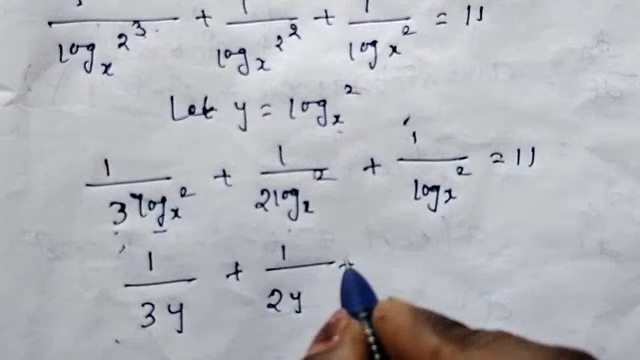 1/log_x 2^3 + 1/log_x 2^2 + 1/log_x 2 = 11
Let y = log_x 2
1/3log_x 2 + 1/2log_x 2 + 1/log_x 2 = 11
1/3y + 1/2y +